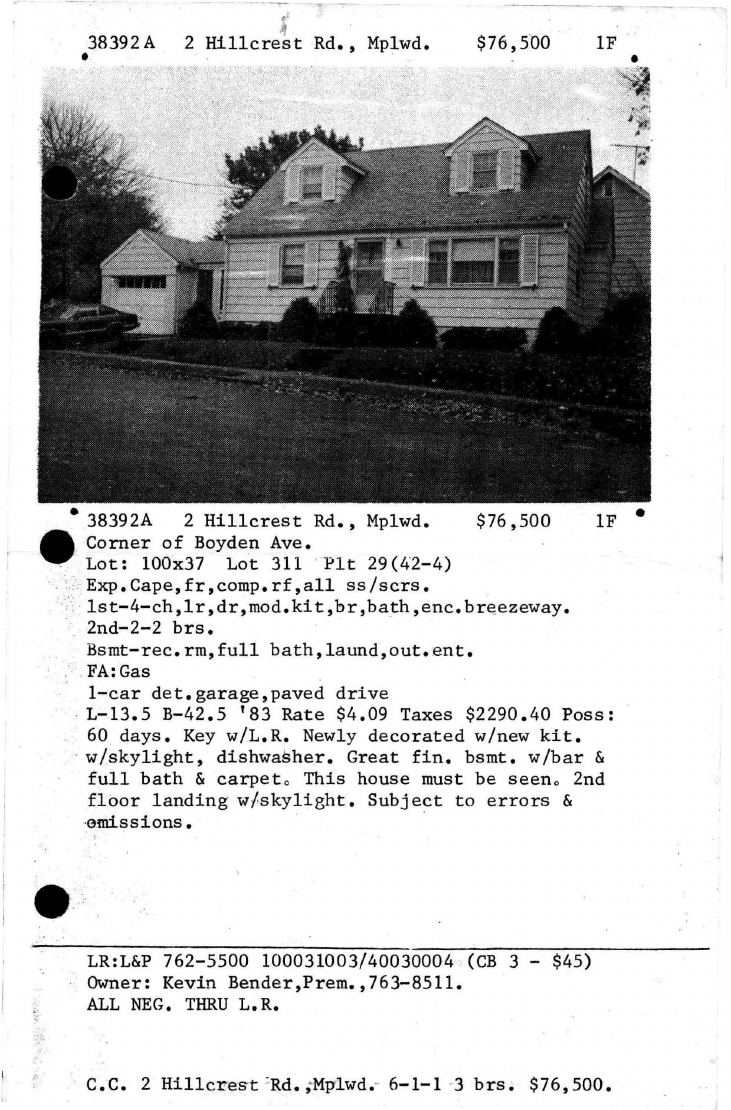 38392A 2 Hillcrest Rd., Mplwd. $76,500 1F
38392A 2 Hillcrest Rd., Mplwd. $76,500 1F
Corner of Boyden Ave.
Lot: 100x37 Lot 311 Plt 29(42-4)
Exp.Cape,fr,comp.rf,all ss/scrs.
1st-4-ch,lr,dr,mod.kit,br,bath,enc.breezeway.
2nd-2-2 brs.
Bsmt-rec.rm,full bath,laund,out.ent.
FA:Gas
1-car det.garage,paved drive
L-13.5 B-42.5 '83 Rate $4.09 Taxes $2290.40 Poss:
60 days. Key w/L.R. Newly decorated w/new kit.
w/skylight, dishwasher. Great fin. bsmt. w/bar &
full bath & carpet. This house must be seen. 2nd
floor landing w/skylight. Subject to errors &
omissions.
LR:L&P 762-5500 100031003/40030004 (CB 3 - $45)
Owner: Kevin Bender,Prem.,763-8511.
ALL NEG. THRU L.R.
C.C. 2 Hillcrest Rd.,Mplwd. 6-1-1 3 brs. $76,500.